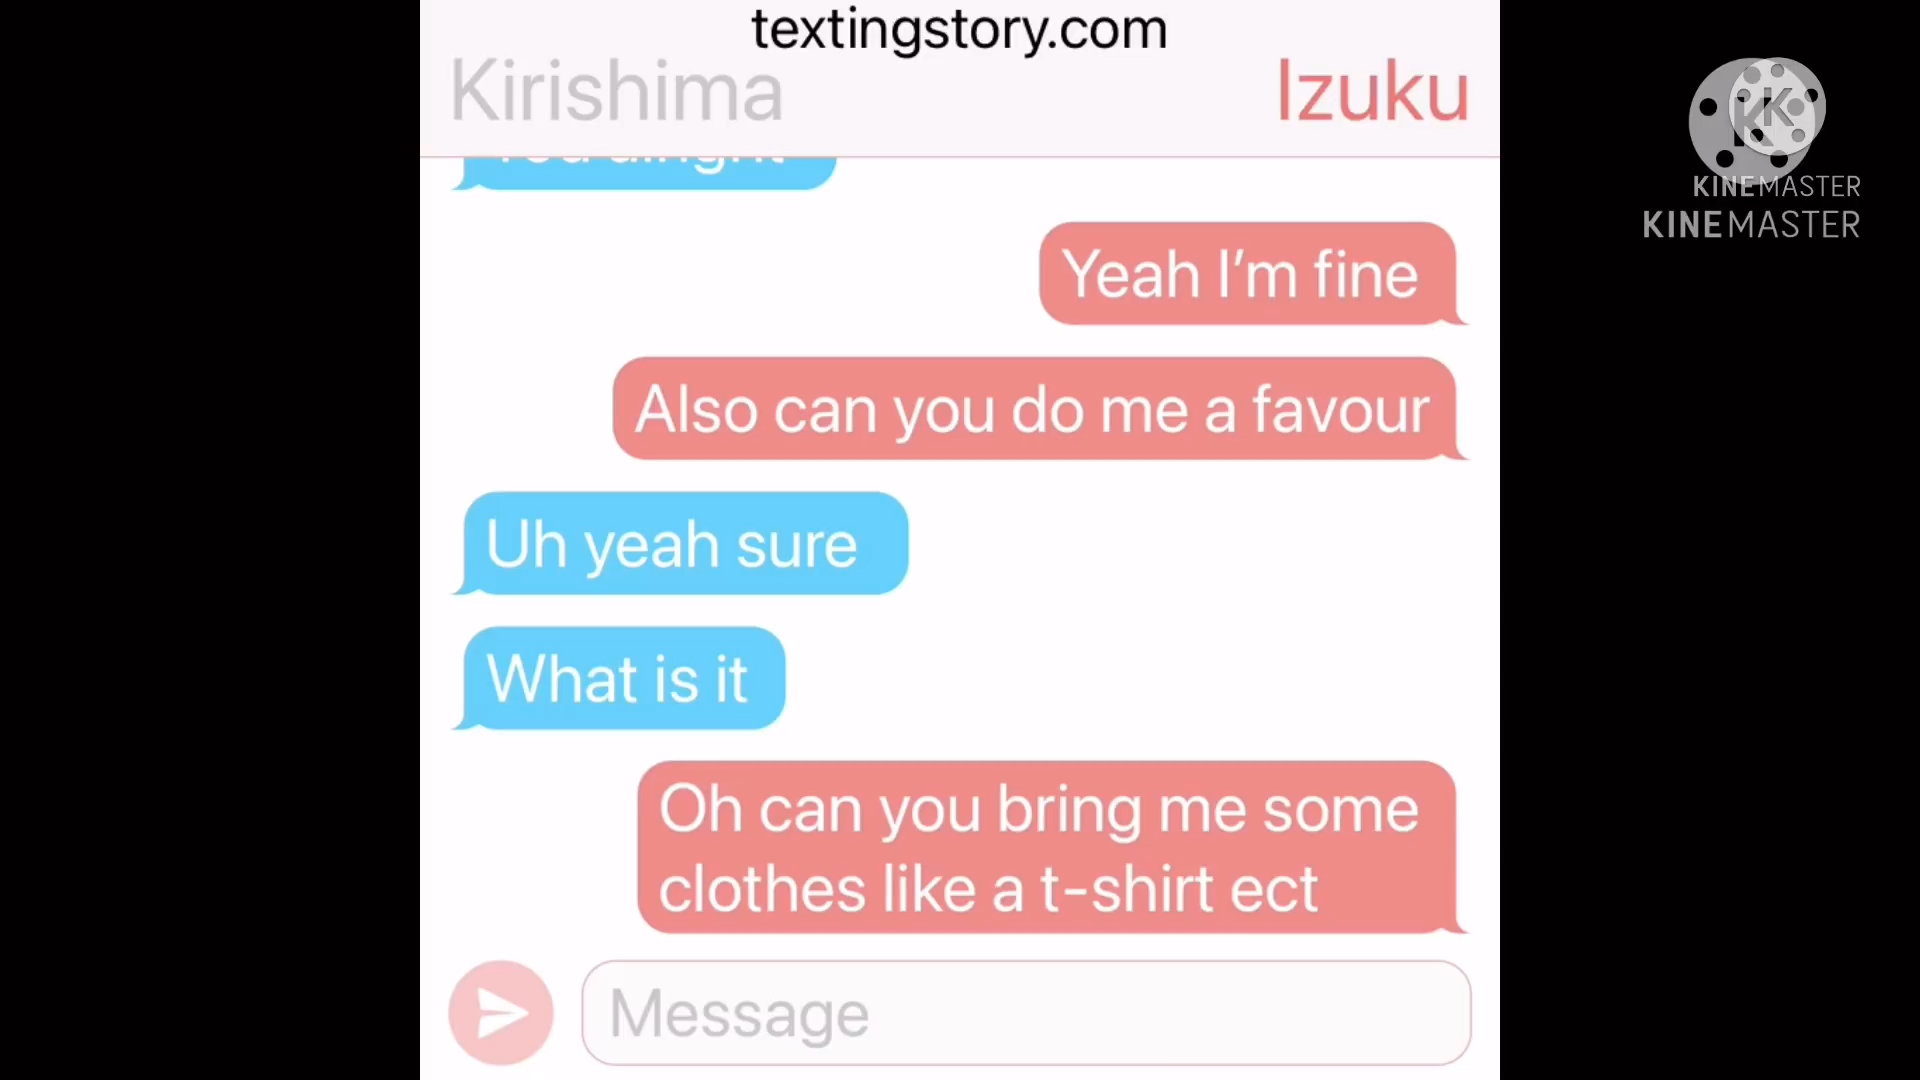 textingstory.com
Kirishima
Izuku
KINEMASTER
KINEMASTER
Yeah I’m fine
Also can you do me a favour
Uh yeah sure
What is it
Oh can you bring me some
clothes like a t-shirt ect
Message